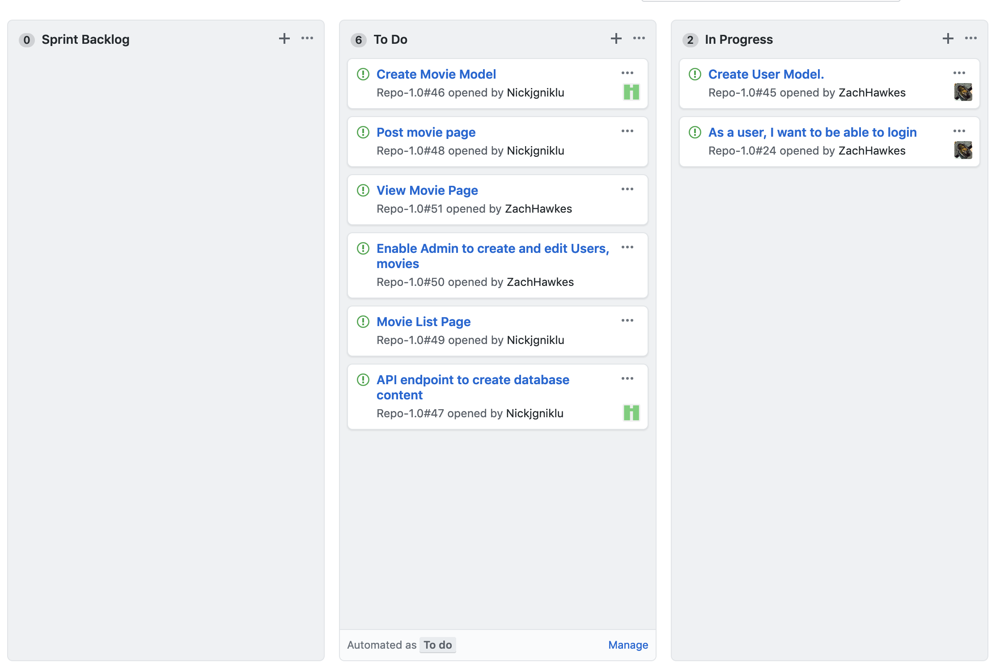 0 Sprint Backlog
6 To Do
Create Movie Model
Repo-1.0#46 opened by Nickjgniklu
Post movie page
Repo-1.0#48 opened by Nickjgniklu
View Movie Page
Repo-1.0#51 opened by ZachHawkes
Enable Admin to create and edit Users,
movies
Repo-1.0#50 opened by ZachHawkes
Movie List Page
Repo-1.0#49 opened by Nickjgniklu
API endpoint to create database
content
Repo-1.0#47 opened by Nickjgniklu
Automated as To do Manage
2 In Progress
Create User Model.
Repo-1.0#45 opened by ZachHawkes
As a user, I want to be able to login
Repo-1.0#24 opened by ZachHawkes